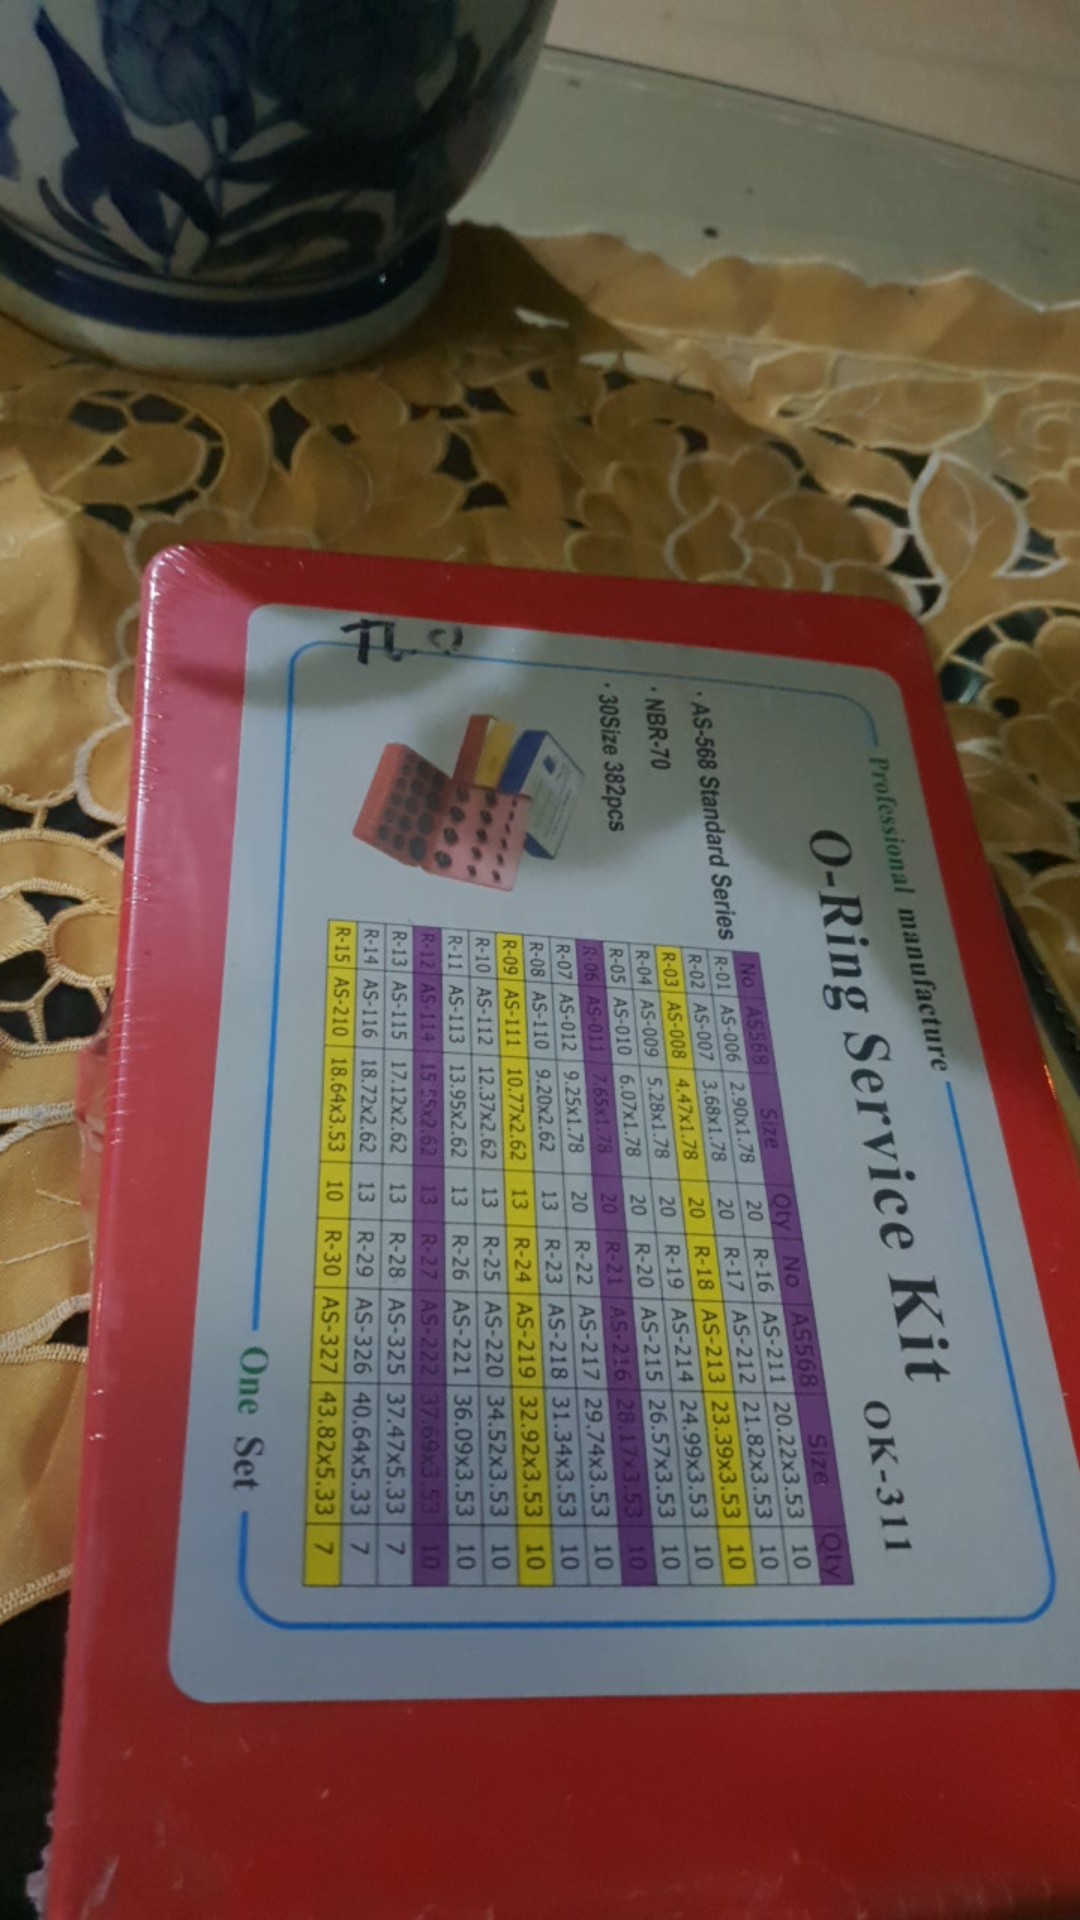 Professional manufacture
O-Ring Service Kit OK-311
· AS-568 Standard Series
· NBR-70
· 30Size 382pcs
No AS568 Size Qty No AS568 Size Qty
R-01 AS-006 2.90x1.78 20 R-16 AS-211 20.22x3.53 10
R-02 AS-007 3.68x1.78 20 R-17 AS-212 21.82x3.53 10
R-03 AS-008 4.47x1.78 20 R-18 AS-213 23.39x3.53 10
R-04 AS-009 5.28x1.78 20 R-19 AS-214 24.99x3.53 10
R-05 AS-010 6.07x1.78 20 R-20 AS-215 26.57x3.53 10
R-06 AS-011 7.65x1.78 20 R-21 AS-216 28.17x3.53 10
R-07 AS-012 9.25x1.78 20 R-22 AS-217 29.74x3.53 10
R-08 AS-110 9.20x2.62 13 R-23 AS-218 31.34x3.53 10
R-09 AS-111 10.77x2.62 13 R-24 AS-219 32.92x3.53 10
R-10 AS-112 12.37x2.62 13 R-25 AS-220 34.52x3.53 10
R-11 AS-113 13.95x2.62 13 R-26 AS-221 36.09x3.53 10
R-12 AS-114 15.55x2.62 13 R-27 AS-222 37.69x3.53 10
R-13 AS-115 17.12x2.62 13 R-28 AS-325 37.47x5.33 7
R-14 AS-116 18.72x2.62 13 R-29 AS-326 40.64x5.33 7
R-15 AS-210 18.64x3.53 10 R-30 AS-327 43.82x5.33 7
One Set